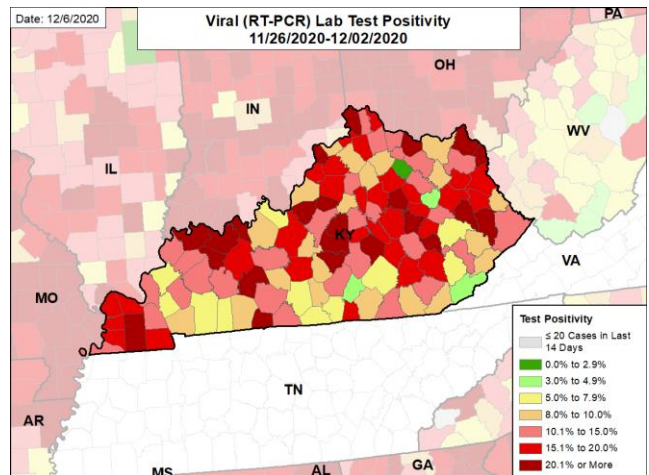 Date: 12/6/2020
Viral (RT-PCR) Lab Test Positivity
11/26/2020-12/02/2020
PA
OH
IN
WV
IL
KY
VA
MO
TN
AR
MS
AL
GA
Test Positivity
≤ 20 Cases in Last
14 Days
0.0% to 2.9%
3.0% to 4.9%
5.0% to 7.9%
8.0% to 10.0%
10.1% to 15.0%
15.1% to 20.0%
20.1% or More